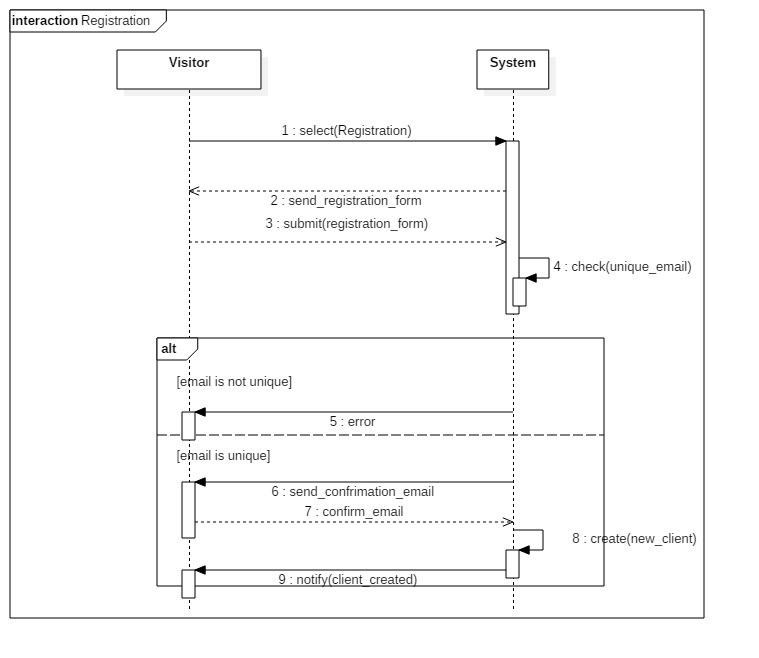 interaction Registration
Visitor
System
1 : select(Registration)
2 : send_registration_form
3 : submit(registration_form)
4 : check(unique_email)
alt
[email is not unique]
5 : error
[email is unique]
6 : send_confrimation_email
7 : confirm_email
8 : create(new_client)
9 : notify(client_created)